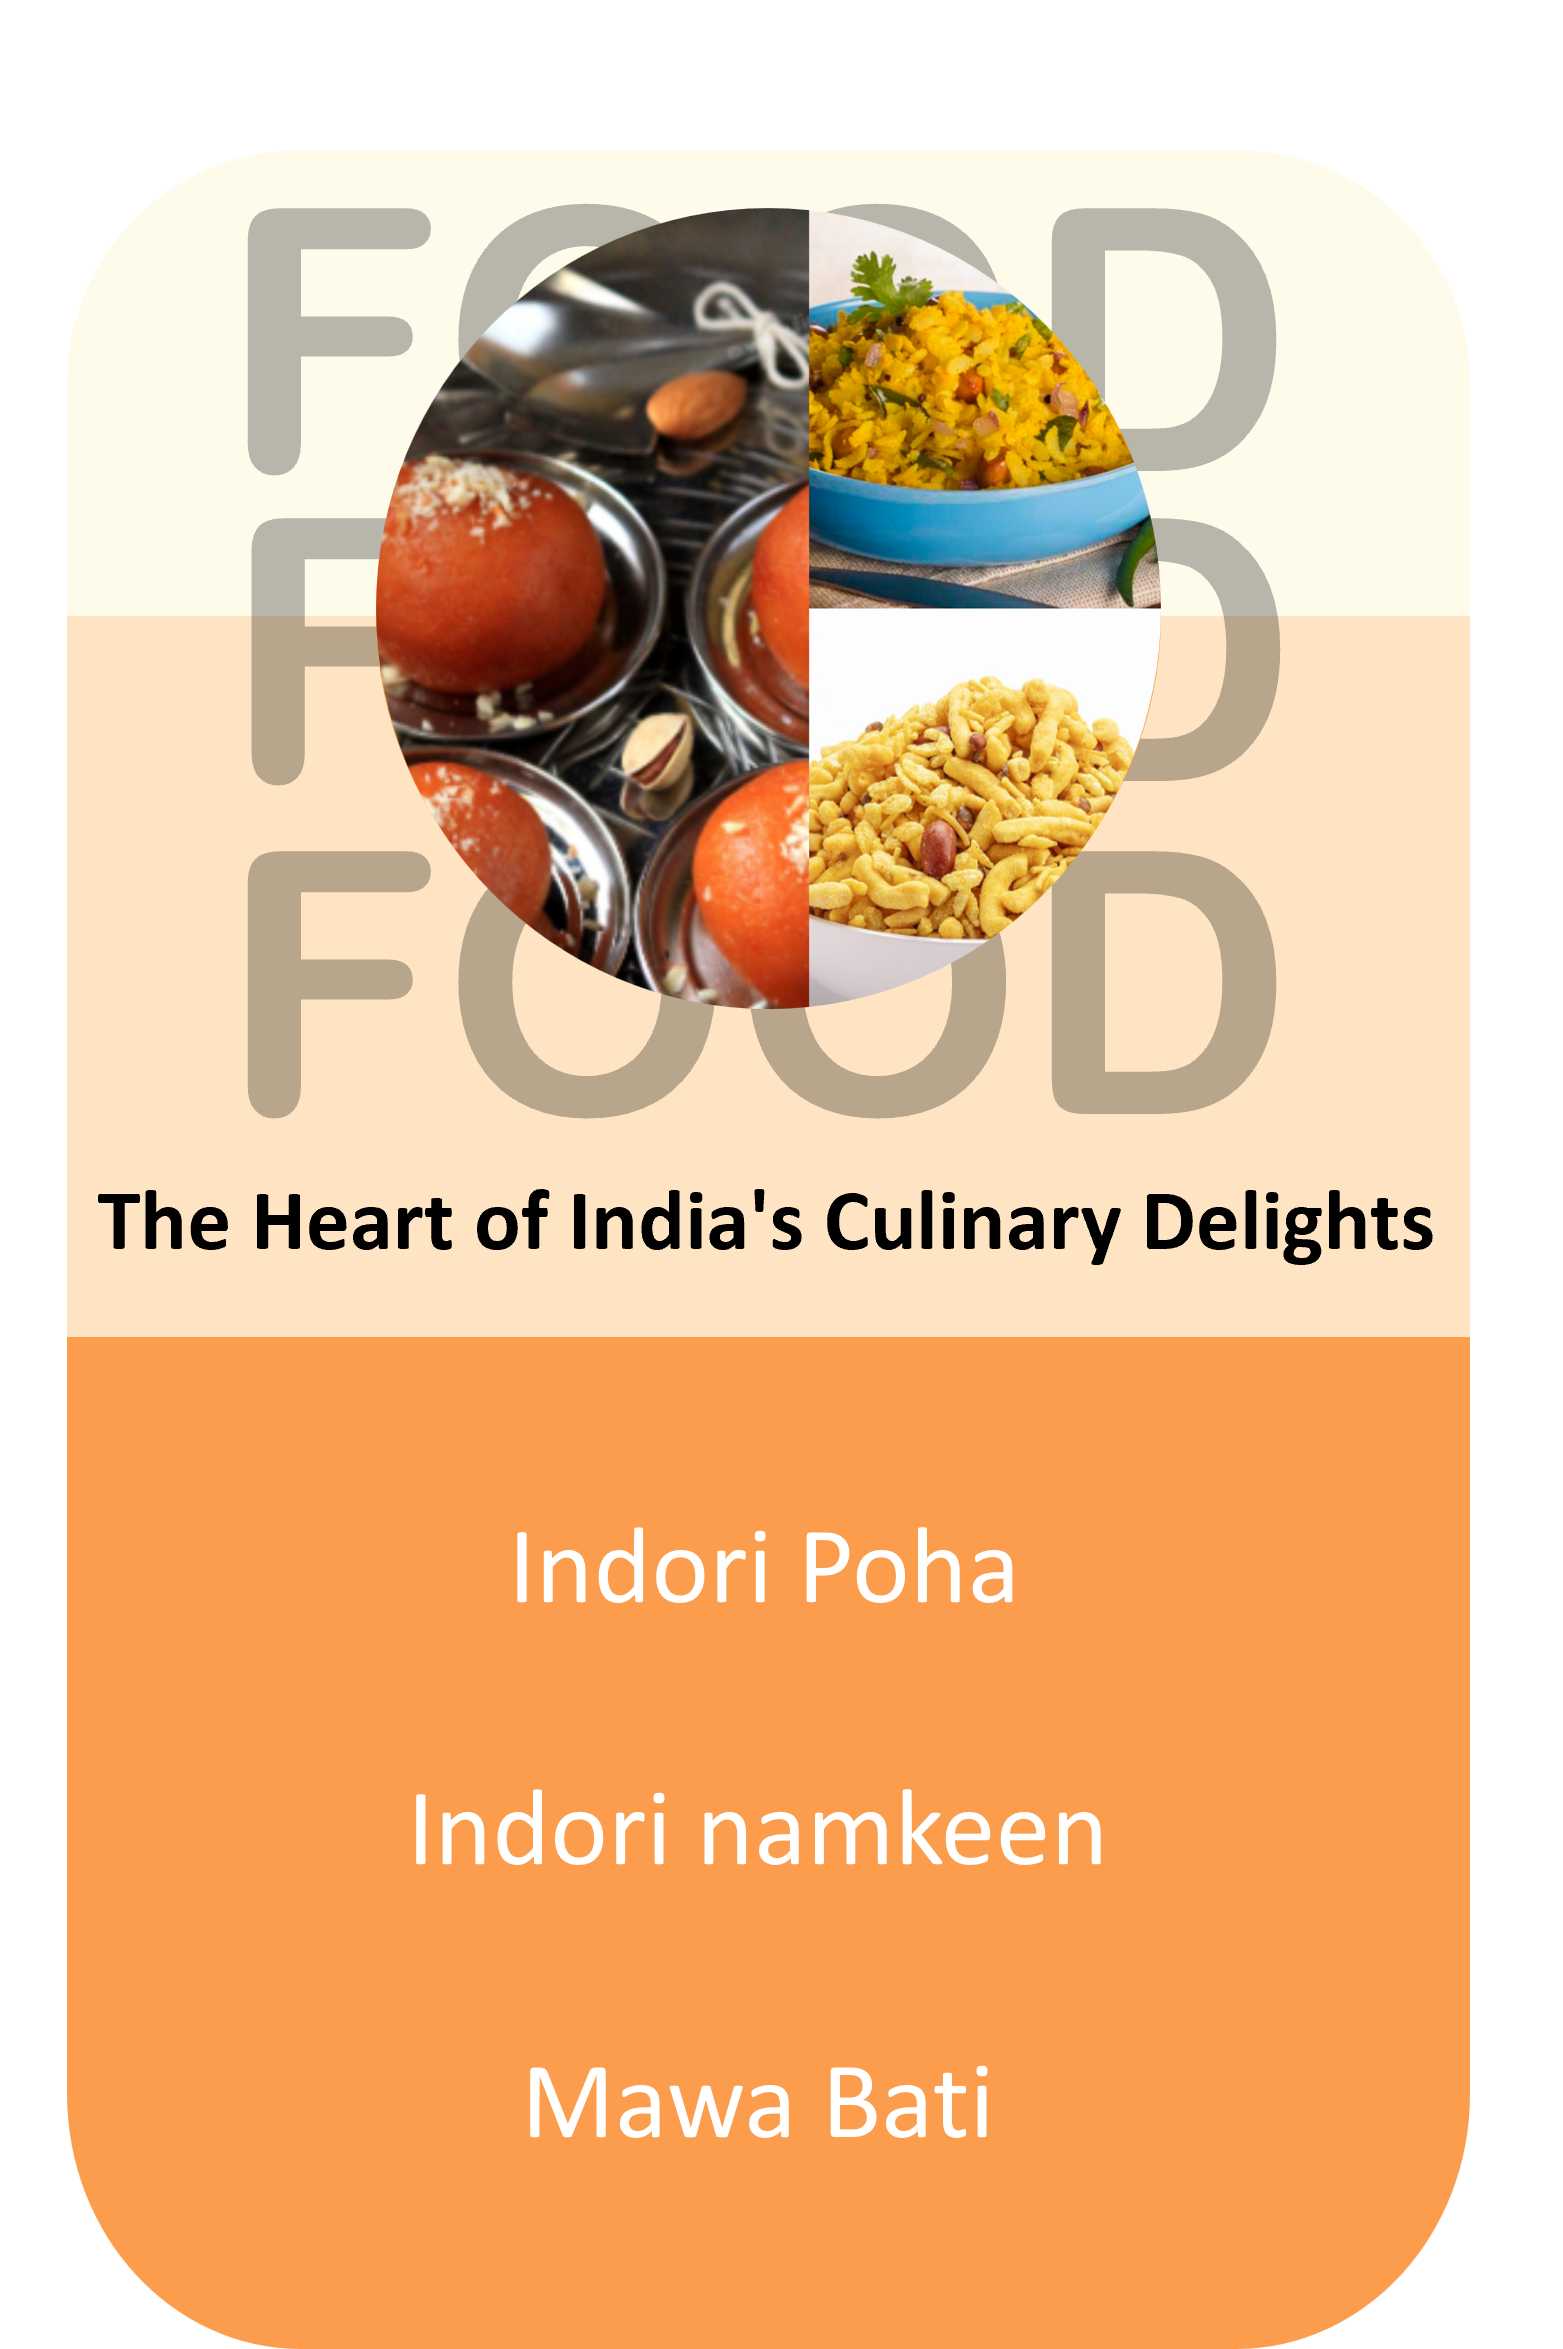 FOOD
FOOD
FOOD
The Heart of India's Culinary Delights
Indori Poha
Indori namkeen
Mawa Bati